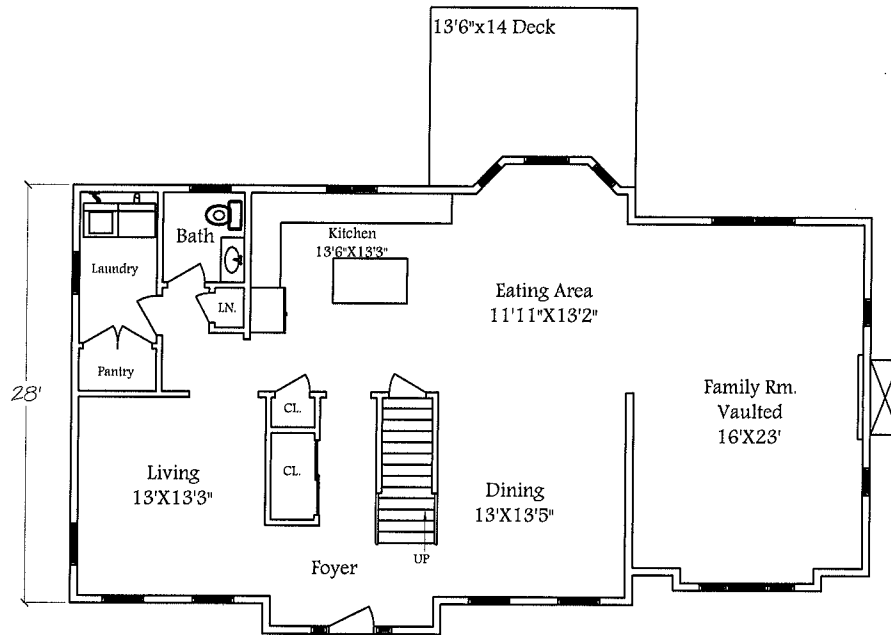 13'6"x14 Deck
Bath
Kitchen
13'6"X13'3"
Laundry
LN.
Eating Area
11'11"X13'2"
Pantry
28'
Family Rm.
Vaulted
16'X23'
CL.
CL.
Living
13'X13'3"
Dining
13'X13'5"
UP
Foyer